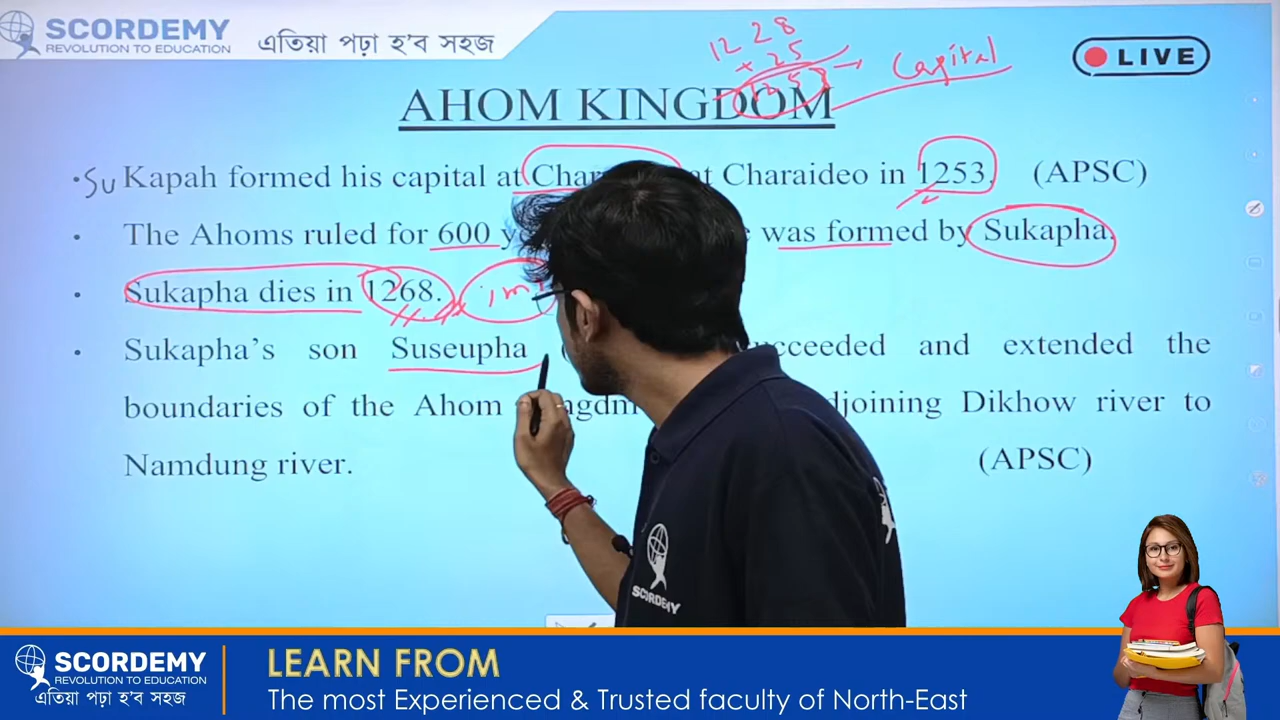 SCORDEMY
REVOLUTION TO EDUCATION
এতিয়া পঢ়া হ'ব সহজ
1228
+ 25
1253 → Capital
LIVE
AHOM KINGDOM
Su Kapah formed his capital at at Charaideo in 1253. (APSC)
The Ahoms ruled for 600 was formed by Sukapha.
Sukapha dies in 1268.
Sukapha's son Suseupha and extended the
boundaries of the Ahom Dikhow river to
Namdung river. (APSC)
SCORDEMY
SCORDEMY
REVOLUTION TO EDUCATION
এতিয়া পঢ়া হ'ব সহজ
LEARN FROM
The most Experienced & Trusted faculty of North-East